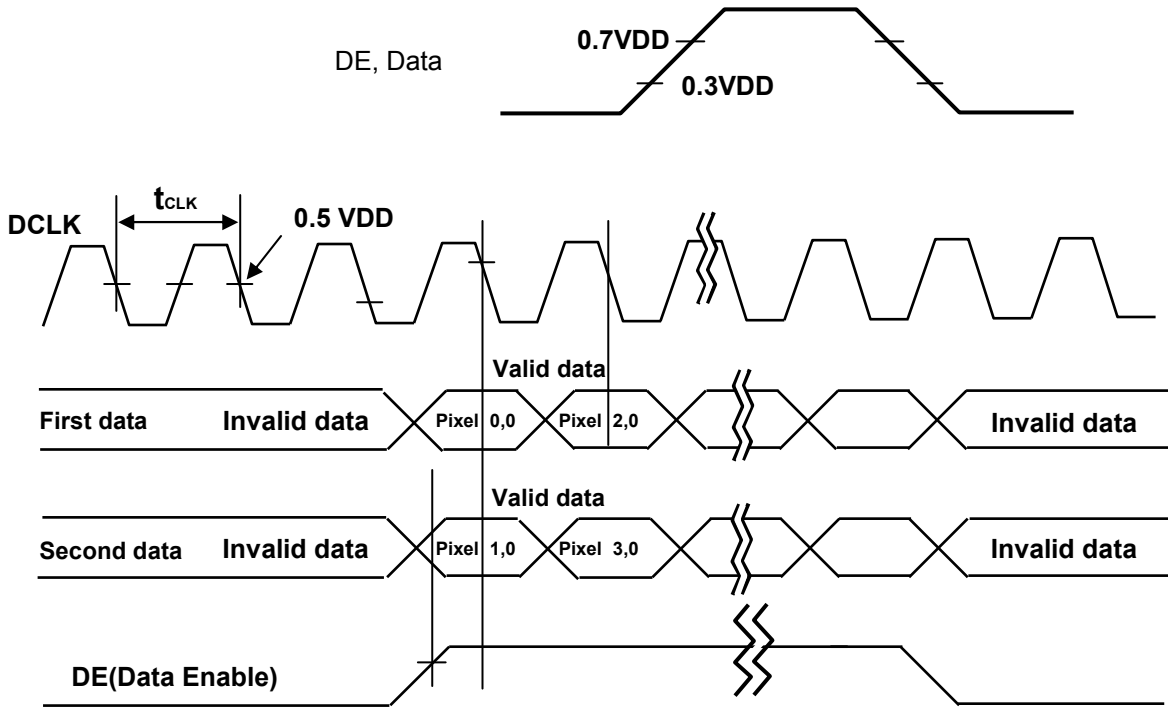 0.7VDD
DE, Data
0.3VDD
tCLK
0.5 VDD
DCLK
Valid data
First data Invalid data Pixel 0,0 Pixel 2,0 Invalid data
Valid data
Second data Invalid data Pixel 1,0 Pixel 3,0 Invalid data
DE(Data Enable)